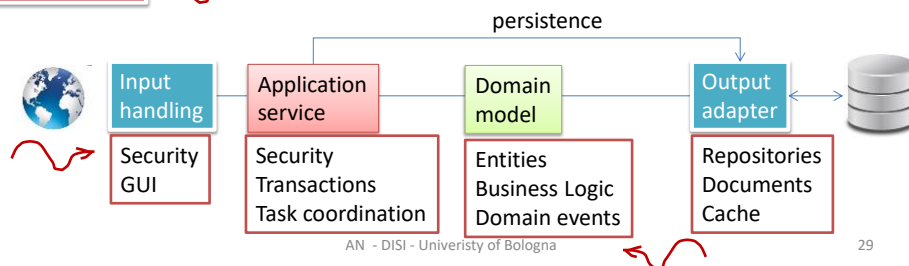 persistence
Input
handling
Application
service
Domain
model
Output
adapter
Security
GUI
Security
Transactions
Task coordination
Entities
Business Logic
Domain events
Repositories
Documents
Cache
AN - DISI - Univeristy of Bologna
29